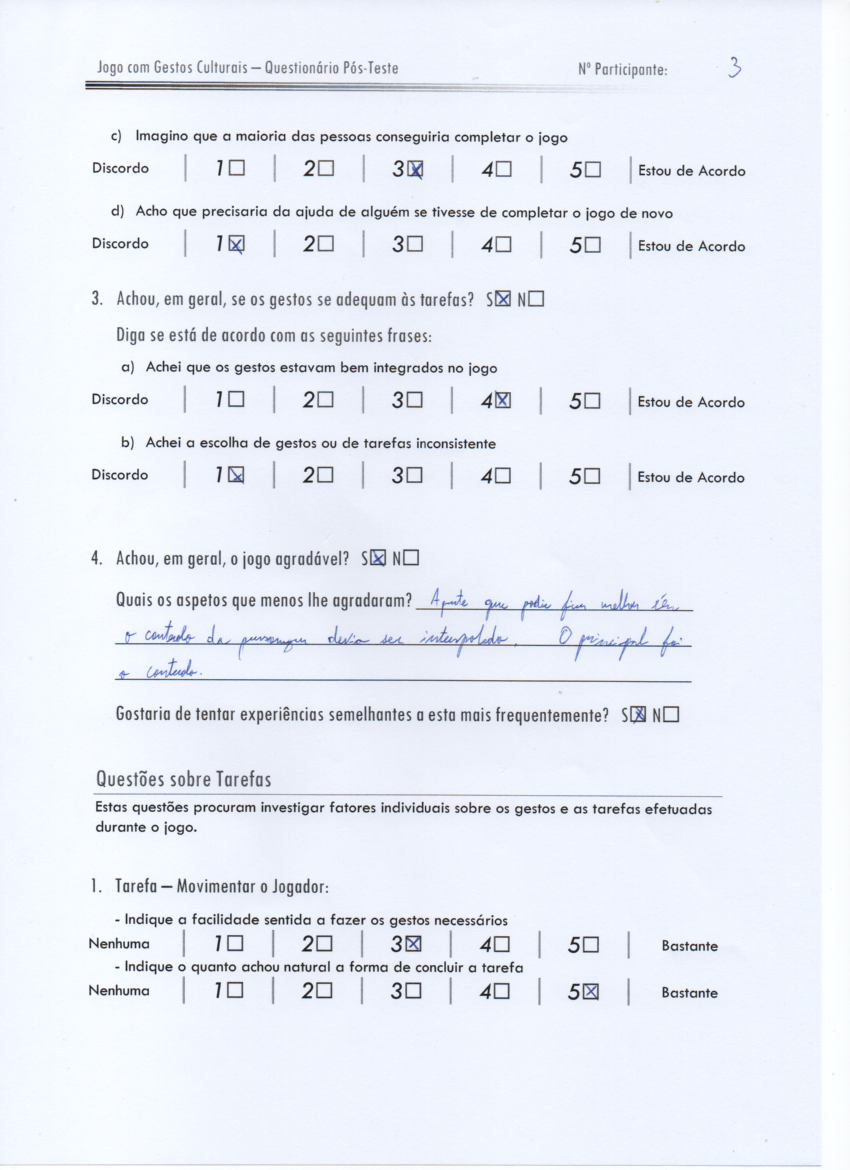 Jogo com Gestos Culturais – Questionário Pós-Teste Nº Participante: 3
c) Imagino que a maioria das pessoas conseguiria completar o jogo
Discordo | 1☐ | 2☐ | 3☒ | 4☐ | 5☐ | Estou de Acordo
d) Acho que precisaria da ajuda de alguém se tivesse de completar o jogo de novo
Discordo | 1☒ | 2☐ | 3☐ | 4☐ | 5☐ | Estou de Acordo
3. Achou, em geral, se os gestos se adequam às tarefas? S☒ N☐
Diga se está de acordo com as seguintes frases:
a) Achei que os gestos estavam bem integrados no jogo
Discordo | 1☐ | 2☐ | 3☐ | 4☒ | 5☐ | Estou de Acordo
b) Achei a escolha de gestos ou de tarefas inconsistente
Discordo | 1☒ | 2☐ | 3☐ | 4☐ | 5☐ | Estou de Acordo
4. Achou, em geral, o jogo agradável? S☒ N☐
Quais os aspetos que menos lhe agradaram? que podia melhor
o conteudo da devia ser interpolado. O principal foi
o conteudo.
Gostaria de tentar experiências semelhantes a esta mais frequentemente? S☒ N☐
Questões sobre Tarefas
Estas questões procuram investigar fatores individuais sobre os gestos e as tarefas efetuadas
durante o jogo.
1. Tarefa – Movimentar o Jogador:
- Indique a facilidade sentida a fazer os gestos necessários
Nenhuma | 1☐ | 2☐ | 3☒ | 4☐ | 5☐ | Bastante
- Indique o quanto achou natural a forma de concluir a tarefa
Nenhuma | 1☐ | 2☐ | 3☐ | 4☐ | 5☒ | Bastante